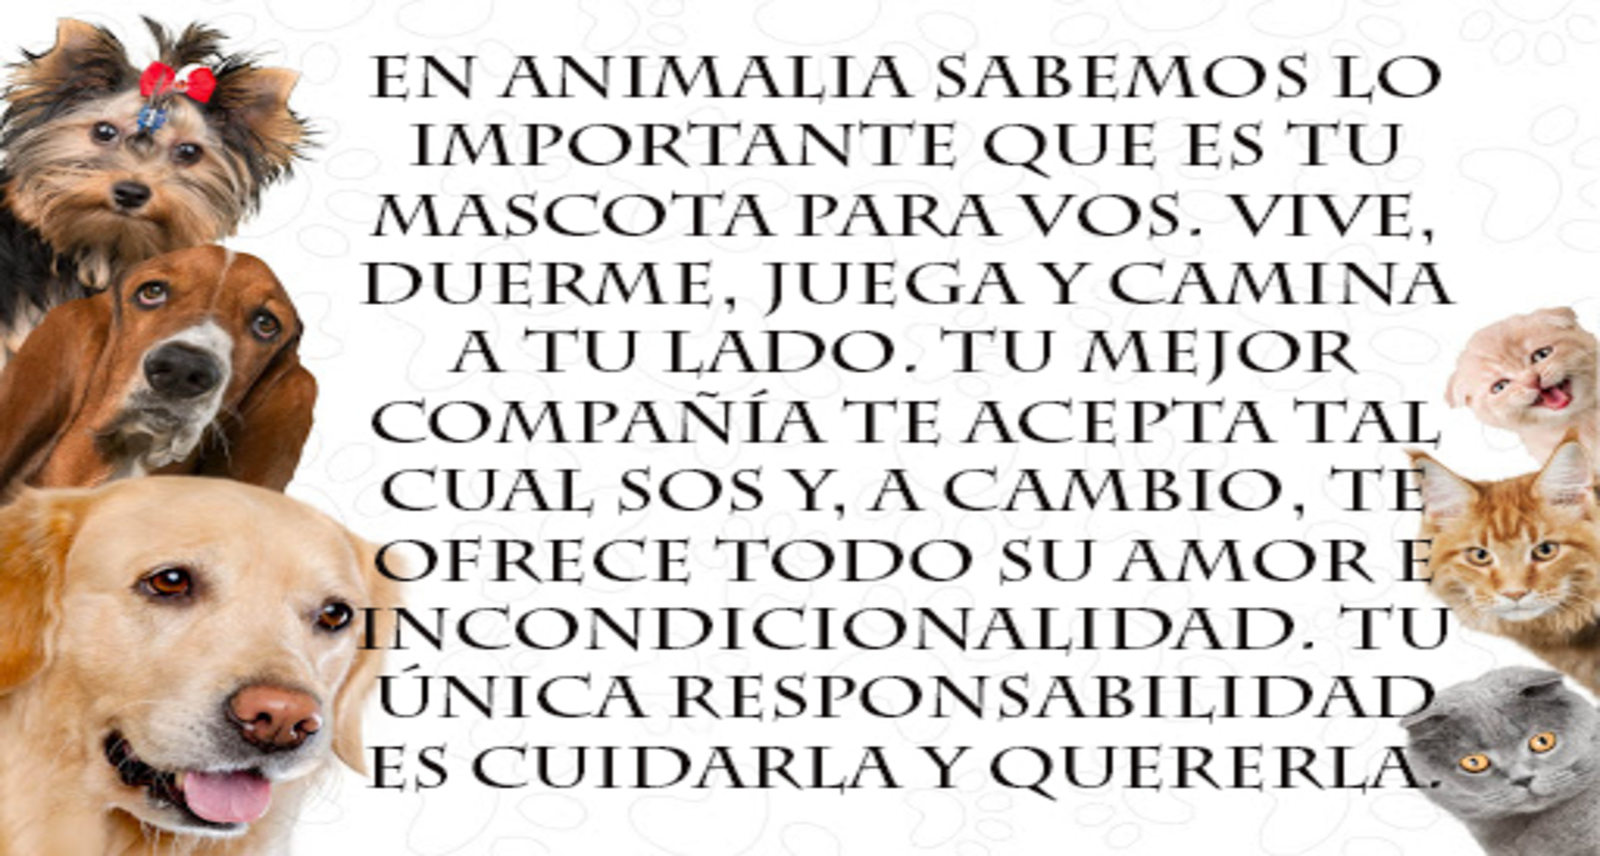 EN ANIMALIA SABEMOS LO
IMPORTANTE QUE ES TU
MASCOTA PARA VOS. VIVE,
DUERME, JUEGA Y CAMINA
A TU LADO. TU MEJOR
COMPAÑÍA TE ACEPTA TAL
CUAL SOS Y, A CAMBIO, TE
OFRECE TODO SU AMOR E
INCONDICIONALIDAD. TU
ÚNICA RESPONSABILIDAD
ES CUIDARLA Y QUERERLA.